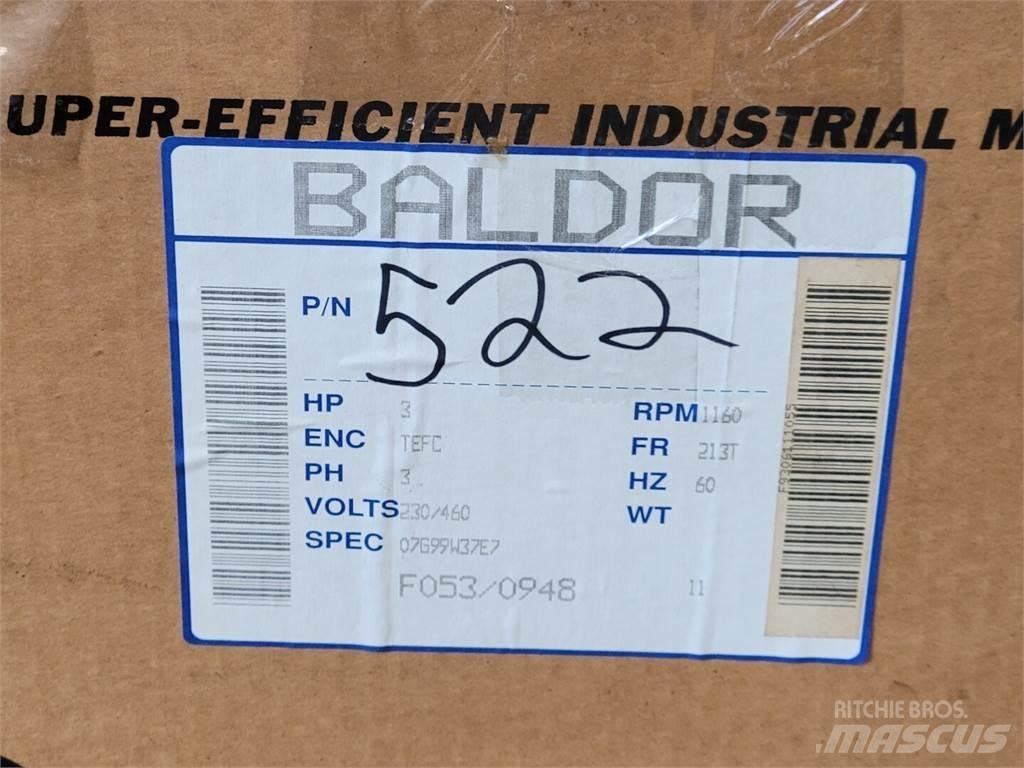 UPER-EFFICIENT INDUSTRIAL M
BALDOR
P/N 522
HP 3 RPM 1160
ENC TEFC FR 213T
PH 3 HZ 60
VOLTS 230/460 WT
SPEC 07G99W37E7
F053/0948 11
F9306111055
RITCHIE BROS.
MASCUS